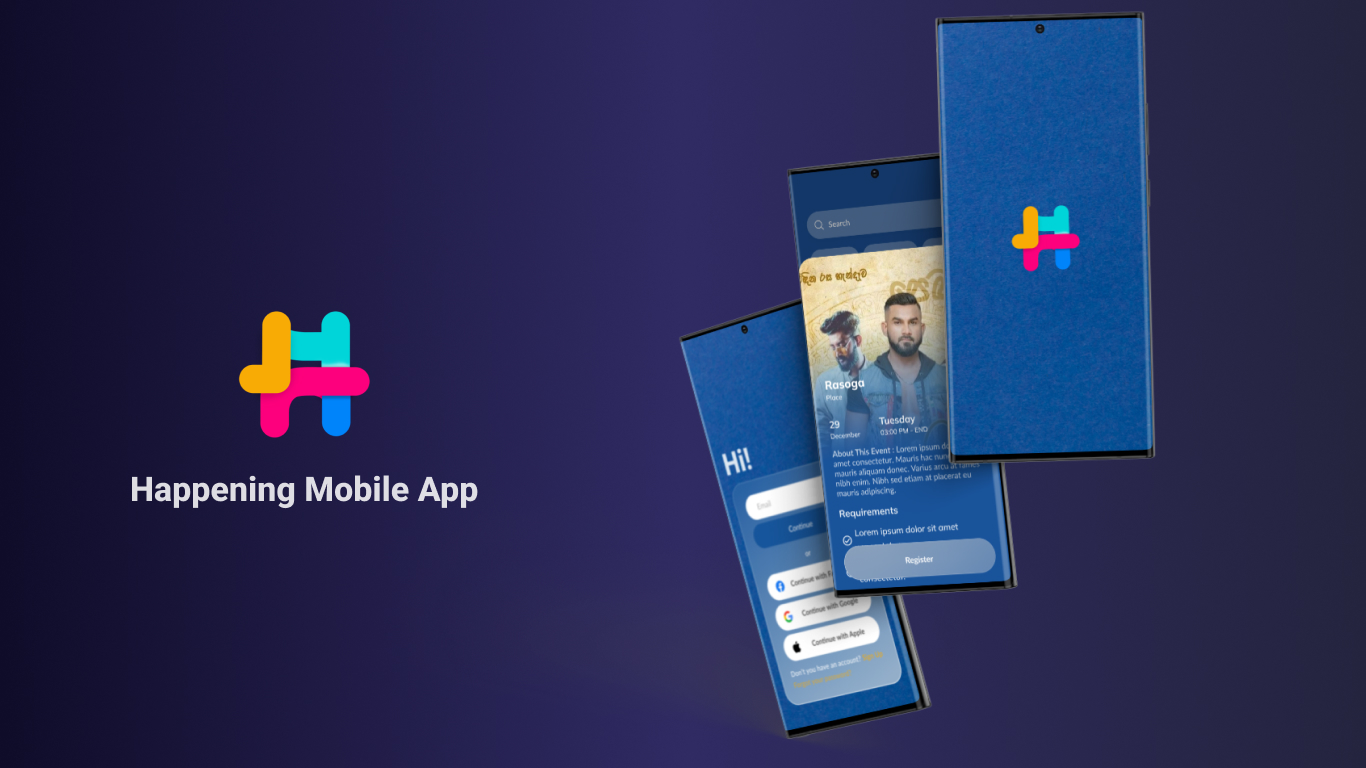 Happening Mobile App
Search
Rasoga
Place
29
December
Tuesday
03:00 PM - END
About This Event : Lorem ipsum
amet consectetur. Mauris hac
mauris aliquam donec. Varius arcu at fames
nibh enim. Nibh sed etiam at placerat eu
mauris adipiscing.
Requirements
Lorem ipsum dolor sit amet
consectetur.
Register
Hi!
Email
Continue
or
Continue with
Continue with Google
Continue with Apple
Don't you have an account?